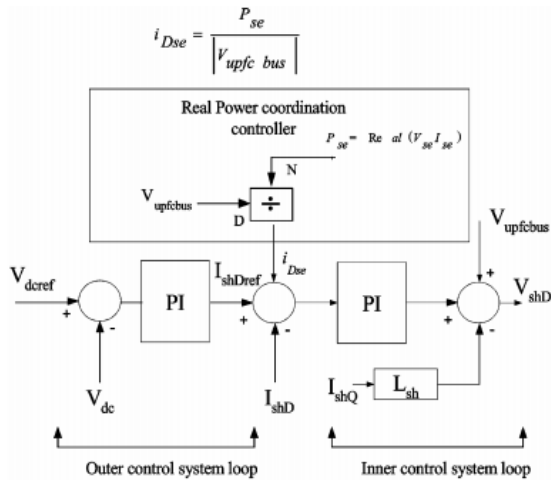 i_Dse = P_se / |V_upfc bus|
Real Power coordination
controller
P_se = Re al (V_se I_se)
N
V_upfcbus
D
÷
V_upfcbus
i_Dse
V_dcref
I_shDref
+
V_shD
+
-
PI
+
-
PI
+
-
V_dc
I_shD
I_shQ
L_sh
Outer control system loop
Inner control system loop